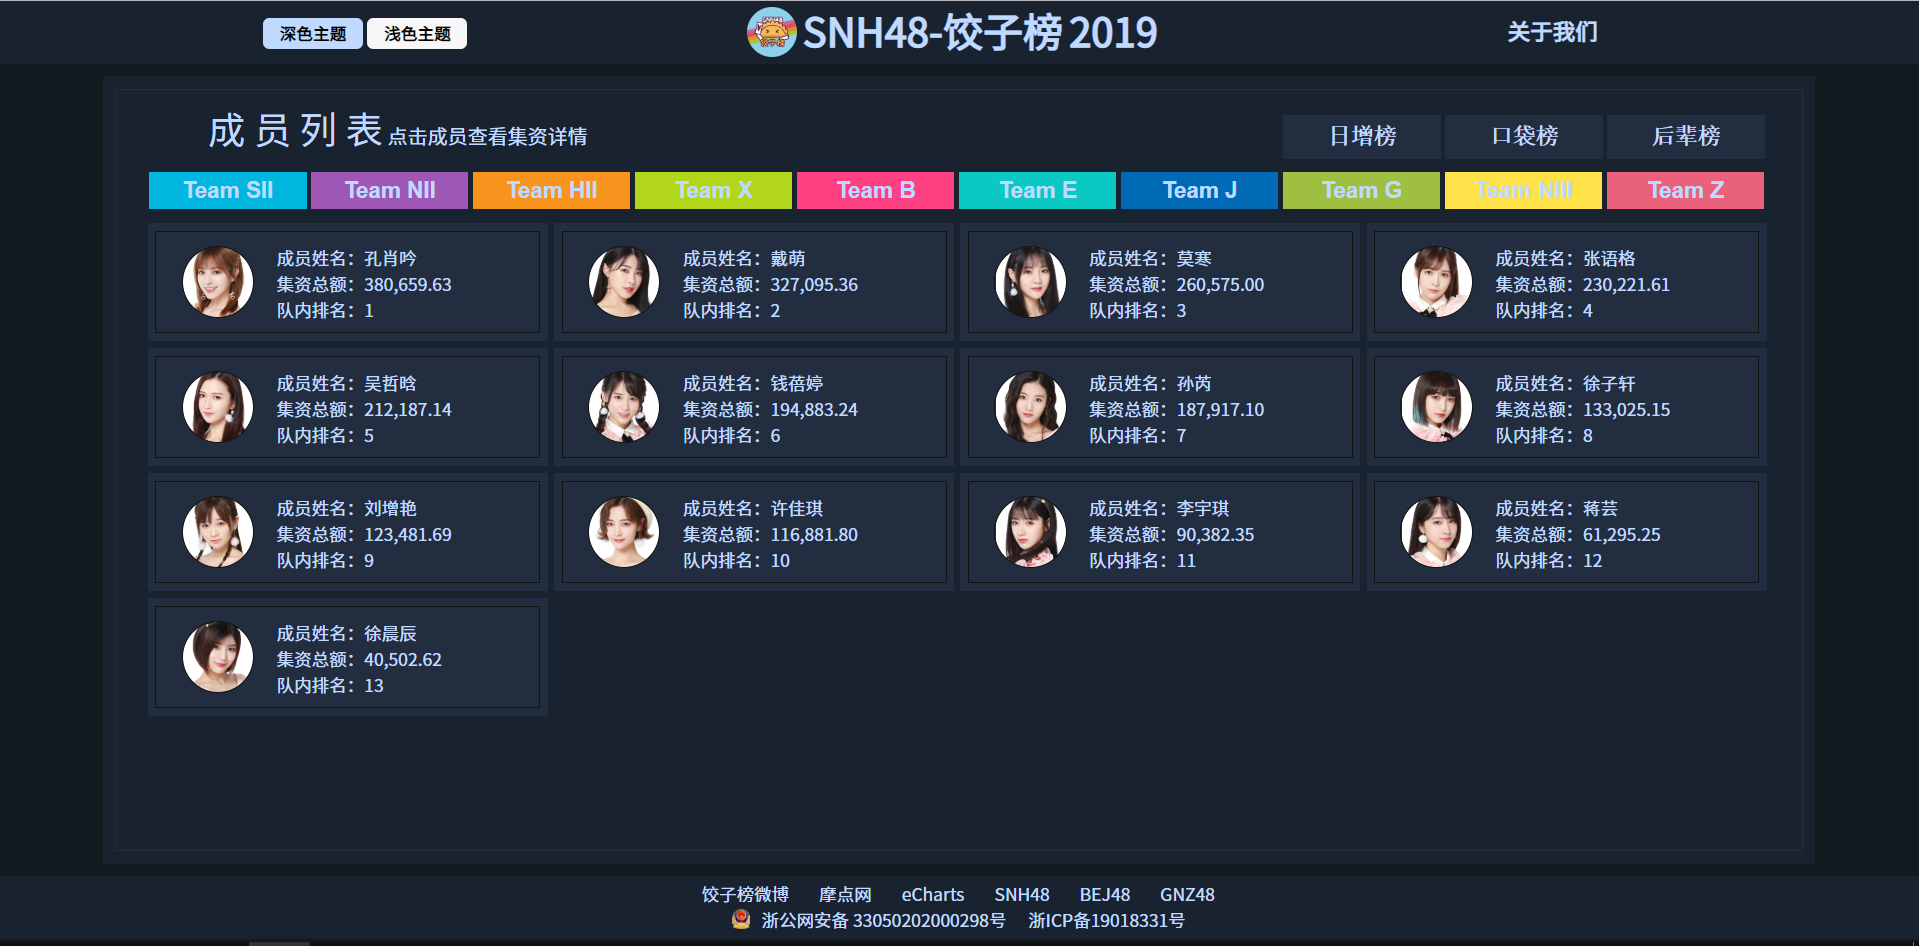 深色主题 浅色主题 SNH48-饺子榜 2019 关于我们
成员列表 点击成员查看集资详情 日增榜 口袋榜 后辈榜
Team SII Team NII Team HII Team X Team B Team E Team J Team G Team NIII Team Z
成员姓名：孔肖吟
集资总额：380,659.63
队内排名：1
成员姓名：戴萌
集资总额：327,095.36
队内排名：2
成员姓名：莫寒
集资总额：260,575.00
队内排名：3
成员姓名：张语格
集资总额：230,221.61
队内排名：4
成员姓名：吴哲晗
集资总额：212,187.14
队内排名：5
成员姓名：钱蓓婷
集资总额：194,883.24
队内排名：6
成员姓名：孙芮
集资总额：187,917.10
队内排名：7
成员姓名：徐子轩
集资总额：133,025.15
队内排名：8
成员姓名：刘增艳
集资总额：123,481.69
队内排名：9
成员姓名：许佳琪
集资总额：116,881.80
队内排名：10
成员姓名：李宇琪
集资总额：90,382.35
队内排名：11
成员姓名：蒋芸
集资总额：61,295.25
队内排名：12
成员姓名：徐晨辰
集资总额：40,502.62
队内排名：13
饺子榜微博 摩点网 eCharts SNH48 BEJ48 GNZ48
浙公网安备 33050202000298号 浙ICP备19018331号